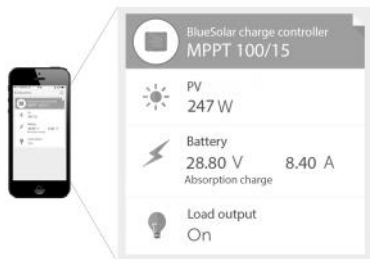 BlueSolar charge controller
MPPT 100/15
PV
247 W
Battery
28.80 V 8.40 A
Absorption charge
Load output
On